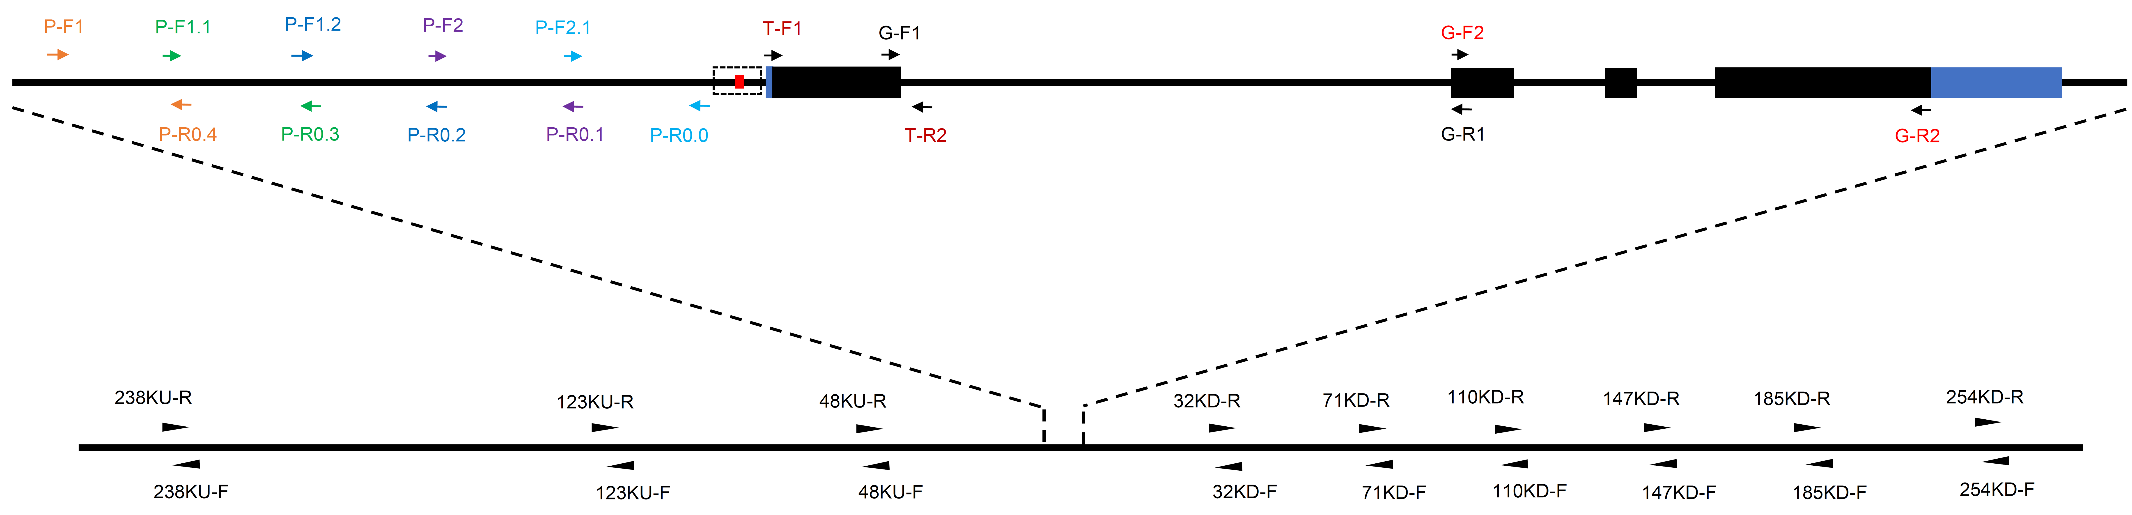 P-F1 P-F1.1 P-F1.2 P-F2 P-F2.1 T-F1 G-F1 G-F2
P-R0.4 P-R0.3 P-R0.2 P-R0.1 P-R0.0 T-R2 G-R1 G-R2
238KU-R 123KU-R 48KU-R 32KD-R 71KD-R 110KD-R 147KD-R 185KD-R 254KD-R
238KU-F 123KU-F 48KU-F 32KD-F 71KD-F 110KD-F 147KD-F 185KD-F 254KD-F